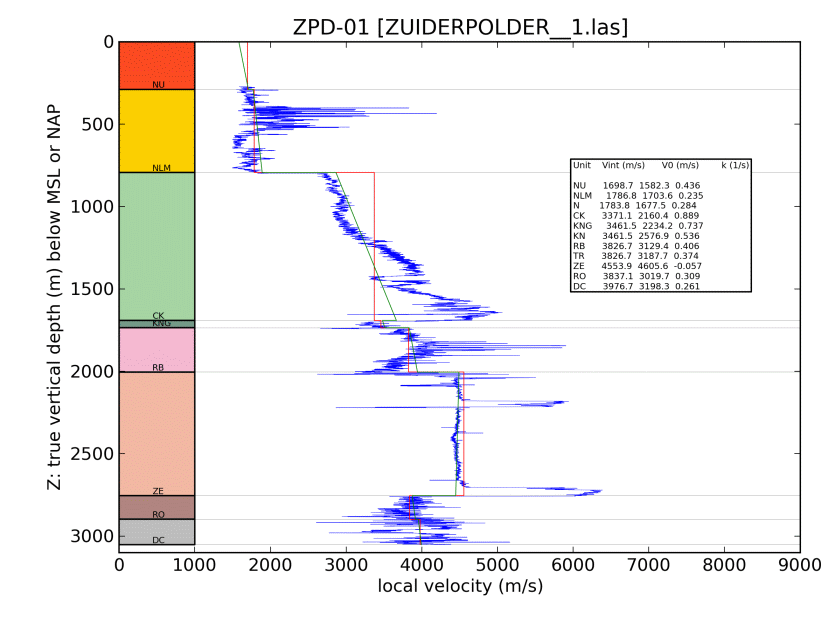 ZPD-01 [ZUIDERPOLDER__1.las]
0
500
1000
1500
2000
2500
3000
Z: true vertical depth (m) below MSL or NAP
NU
NLM
CK
KNG
RB
ZE
RO
DC
Unit Vint (m/s) V0 (m/s) k (1/s)
NU 1698.7 1582.3 0.436
NLM 1786.8 1703.6 0.235
N 1783.8 1677.5 0.284
CK 3371.1 2160.4 0.889
KNG 3461.5 2234.2 0.737
KN 3461.5 2576.9 0.536
RB 3826.7 3129.4 0.406
TR 3826.7 3187.7 0.374
ZE 4553.9 4605.6 -0.057
RO 3837.1 3019.7 0.309
DC 3976.7 3198.3 0.261
0 1000 2000 3000 4000 5000 6000 7000 8000 9000
local velocity (m/s)